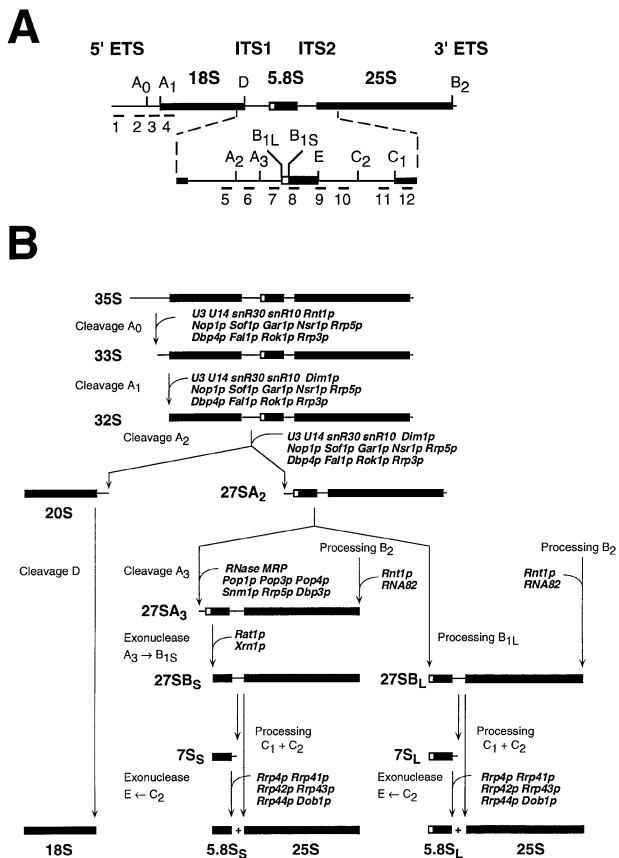 A
5' ETS ITS1 ITS2 3' ETS
18S 5.8S 25S
A0 A1 D B2
1 2 3 4
B1L B1S
A2 A3 E C2 C1
5 6 7 8 9 10 11 12
B
35S
Cleavage A0
U3 U14 snR30 snR10 Rnt1p
Nop1p Sof1p Gar1p Nsr1p Rrp5p
Dbp4p Fal1p Rok1p Rrp3p
33S
Cleavage A1
U3 U14 snR30 snR10 Dim1p
Nop1p Sof1p Gar1p Nsr1p Rrp5p
Dbp4p Fal1p Rok1p Rrp3p
32S
Cleavage A2
U3 U14 snR30 snR10 Dim1p
Nop1p Sof1p Gar1p Nsr1p Rrp5p
Dbp4p Fal1p Rok1p Rrp3p
20S
27SA2
Cleavage D
Cleavage A3
RNase MRP
Pop1p Pop3p Pop4p
Snm1p Rrp5p Dbp3p
Processing B2
Rnt1p
RNA82
Processing B2
Rnt1p
RNA82
27SA3
Exonuclease
A3 → B1S
Rat1p
Xrn1p
Processing B1L
27SBS
27SBL
Processing
C1 + C2
Processing
C1 + C2
7SS
7SL
Exonuclease
E ← C2
Rrp4p Rrp41p
Rrp42p Rrp43p
Rrp44p Dob1p
Exonuclease
E ← C2
Rrp4p Rrp41p
Rrp42p Rrp43p
Rrp44p Dob1p
+ +
18S 5.8SS 25S 5.8SL 25S